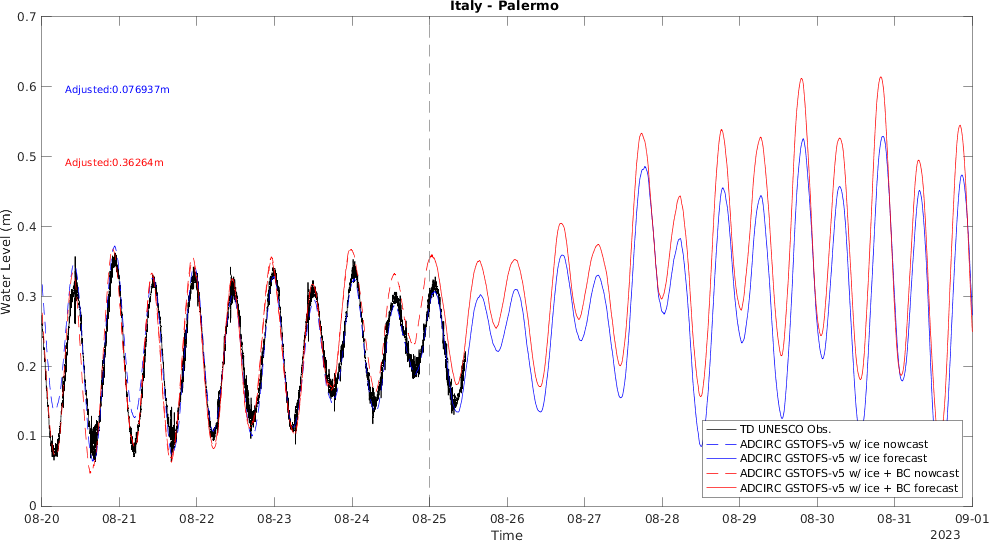 Italy - Palermo
0.7
0.6
0.5
0.4
0.3
0.2
0.1
0
Water Level (m)
Adjusted:0.076937m
Adjusted:0.36264m
TD UNESCO Obs.
ADCIRC GSTOFS-v5 w/ ice nowcast
ADCIRC GSTOFS-v5 w/ ice forecast
ADCIRC GSTOFS-v5 w/ ice + BC nowcast
ADCIRC GSTOFS-v5 w/ ice + BC forecast
08-20 08-21 08-22 08-23 08-24 08-25 08-26 08-27 08-28 08-29 08-30 08-31 09-01
Time
2023